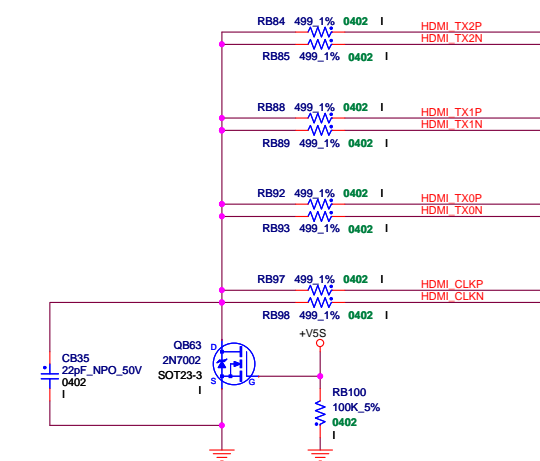 RB84 499_1% 0402 I HDMI_TX2P
HDMI_TX2N
RB85 499_1% 0402 I
RB88 499_1% 0402 I HDMI_TX1P
HDMI_TX1N
RB89 499_1% 0402 I
RB92 499_1% 0402 I HDMI_TX0P
HDMI_TX0N
RB93 499_1% 0402 I
RB97 499_1% 0402 I HDMI_CLKP
HDMI_CLKN
RB98 499_1% 0402 I
+V5S
QB63
2N7002
SOT23-3
I
D
S
G
CB35
22pF_NPO_50V
0402
I
RB100
100K_5%
0402
I